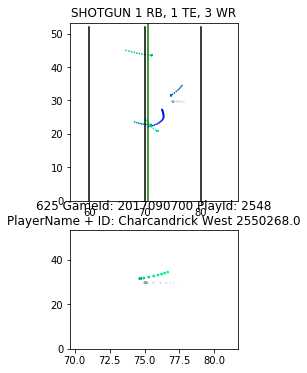 SHOTGUN 1 RB, 1 TE, 3 WR
50
40
30
20
10
0
60 70 80
625 GameId: 2017090700 PlayId: 2548
PlayerName + ID: Charcandrick West 2550268.0
40
20
0
70.0 72.5 75.0 77.5 80.0